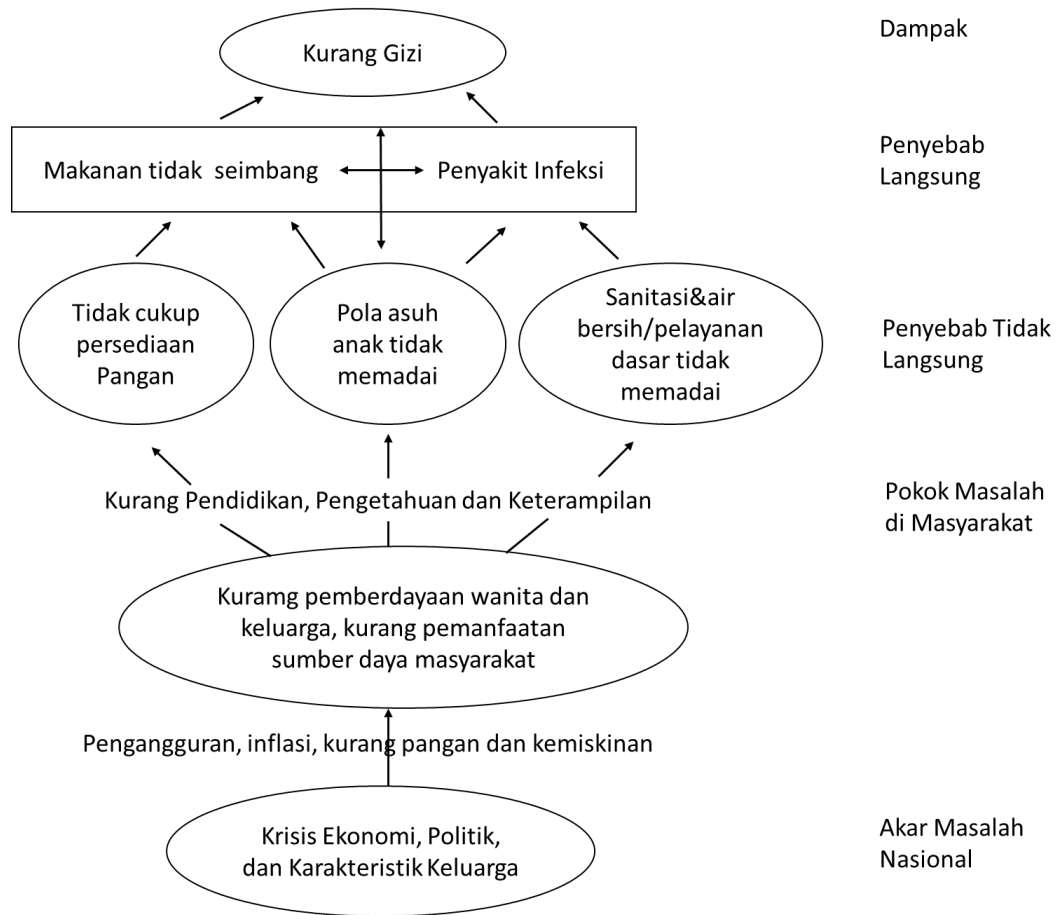 Dampak
Kurang Gizi
Penyebab
Langsung
Makanan tidak seimbang
Penyakit Infeksi
Tidak cukup
persediaan
Pangan
Pola asuh
anak tidak
memadai
Sanitasi&air
bersih/pelayanan
dasar tidak
memadai
Penyebab Tidak
Langsung
Kurang Pendidikan, Pengetahuan dan Keterampilan
Pokok Masalah
di Masyarakat
Kuramg pemberdayaan wanita dan
keluarga, kurang pemanfaatan
sumber daya masyarakat
Pengangguran, inflasi, kurang pangan dan kemiskinan
Krisis Ekonomi, Politik,
dan Karakteristik Keluarga
Akar Masalah
Nasional